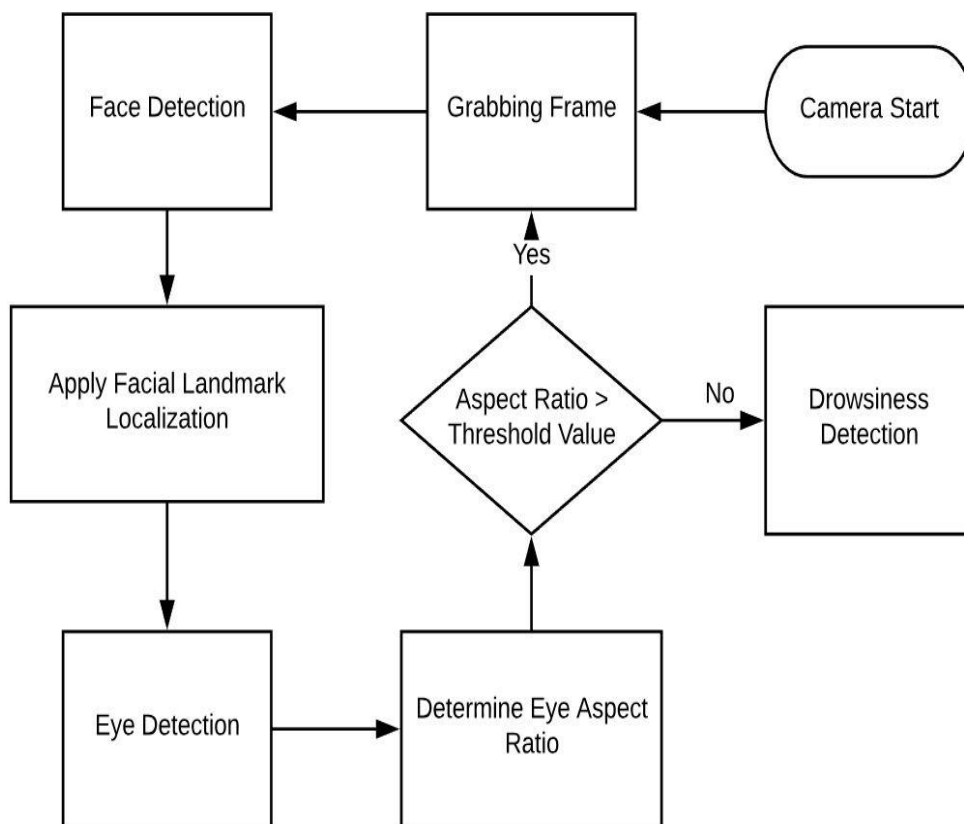 Face Detection
Grabbing Frame
Camera Start
Yes
Apply Facial Landmark
Localization
Aspect Ratio >
Threshold Value
No
Drowsiness
Detection
Eye Detection
Determine Eye Aspect
Ratio